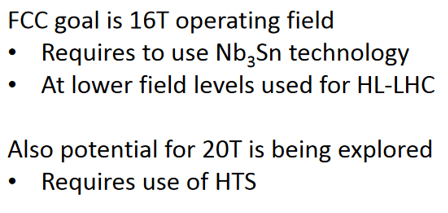 FCC goal is 16T operating field
• Requires to use Nb₃Sn technology
• At lower field levels used for HL-LHC
Also potential for 20T is being explored
• Requires use of HTS